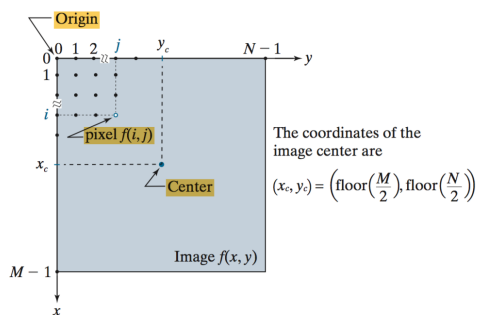 Origin
0 1 2 j y_c N − 1 y
0
1
i
pixel f(i, j)
The coordinates of the
image center are
x_c
Center
(x_c, y_c) = (floor(M/2), floor(N/2))
Image f(x, y)
M − 1
x